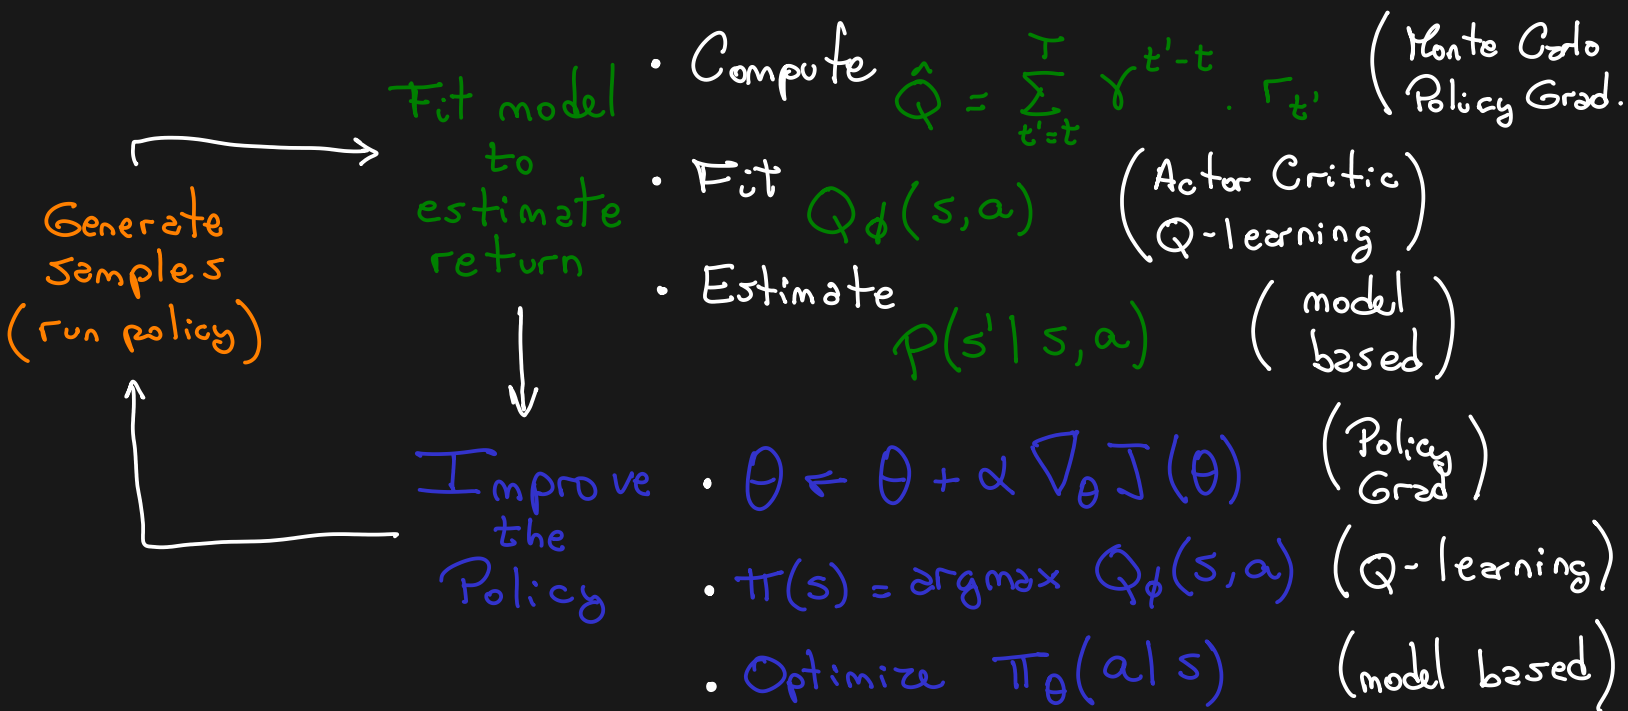 Generate
samples
(run policy)
Fit model
to
estimate
return
• Compute Q̂ = ∑_{t'=t}^{T} γ^{t'-t} . r_{t'} (Monte Carlo
Policy Grad.
• Fit Q_ϕ(s,a) (Actor Critic
Q-learning)
• Estimate p(s'|s,a) (model
based)
Improve
the
Policy
• θ ← θ + α ∇_θ J(θ) (Policy
Grad)
• π(s) = argmax Q_ϕ(s,a) (Q-learning)
• Optimize π_θ(a|s) (model based)